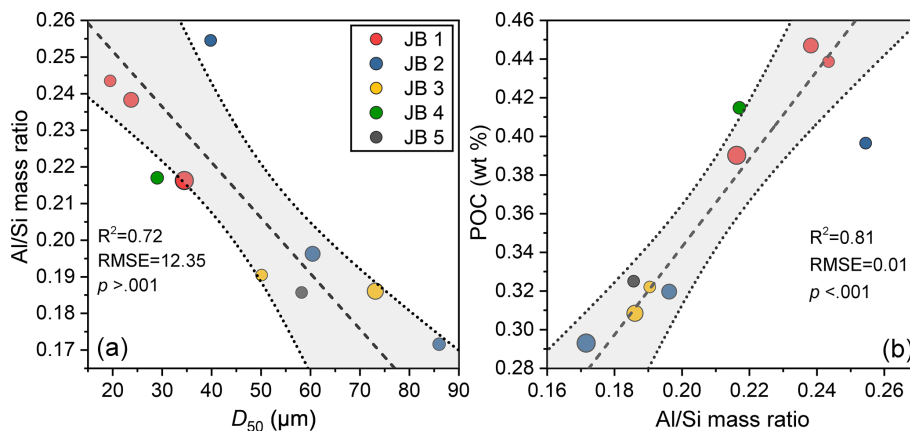 0.26
0.25
0.24
0.23
0.22
0.21
0.20
0.19
0.18
0.17
Al/Si mass ratio
JB 1
JB 2
JB 3
JB 4
JB 5
R²=0.72
RMSE=12.35
p >.001
(a)
20 30 40 50 60 70 80 90
D₅₀ (μm)
0.46
0.44
0.42
0.40
0.38
0.36
0.34
0.32
0.30
0.28
POC (wt %)
R²=0.81
RMSE=0.01
p <.001
(b)
0.16 0.18 0.20 0.22 0.24 0.26
Al/Si mass ratio